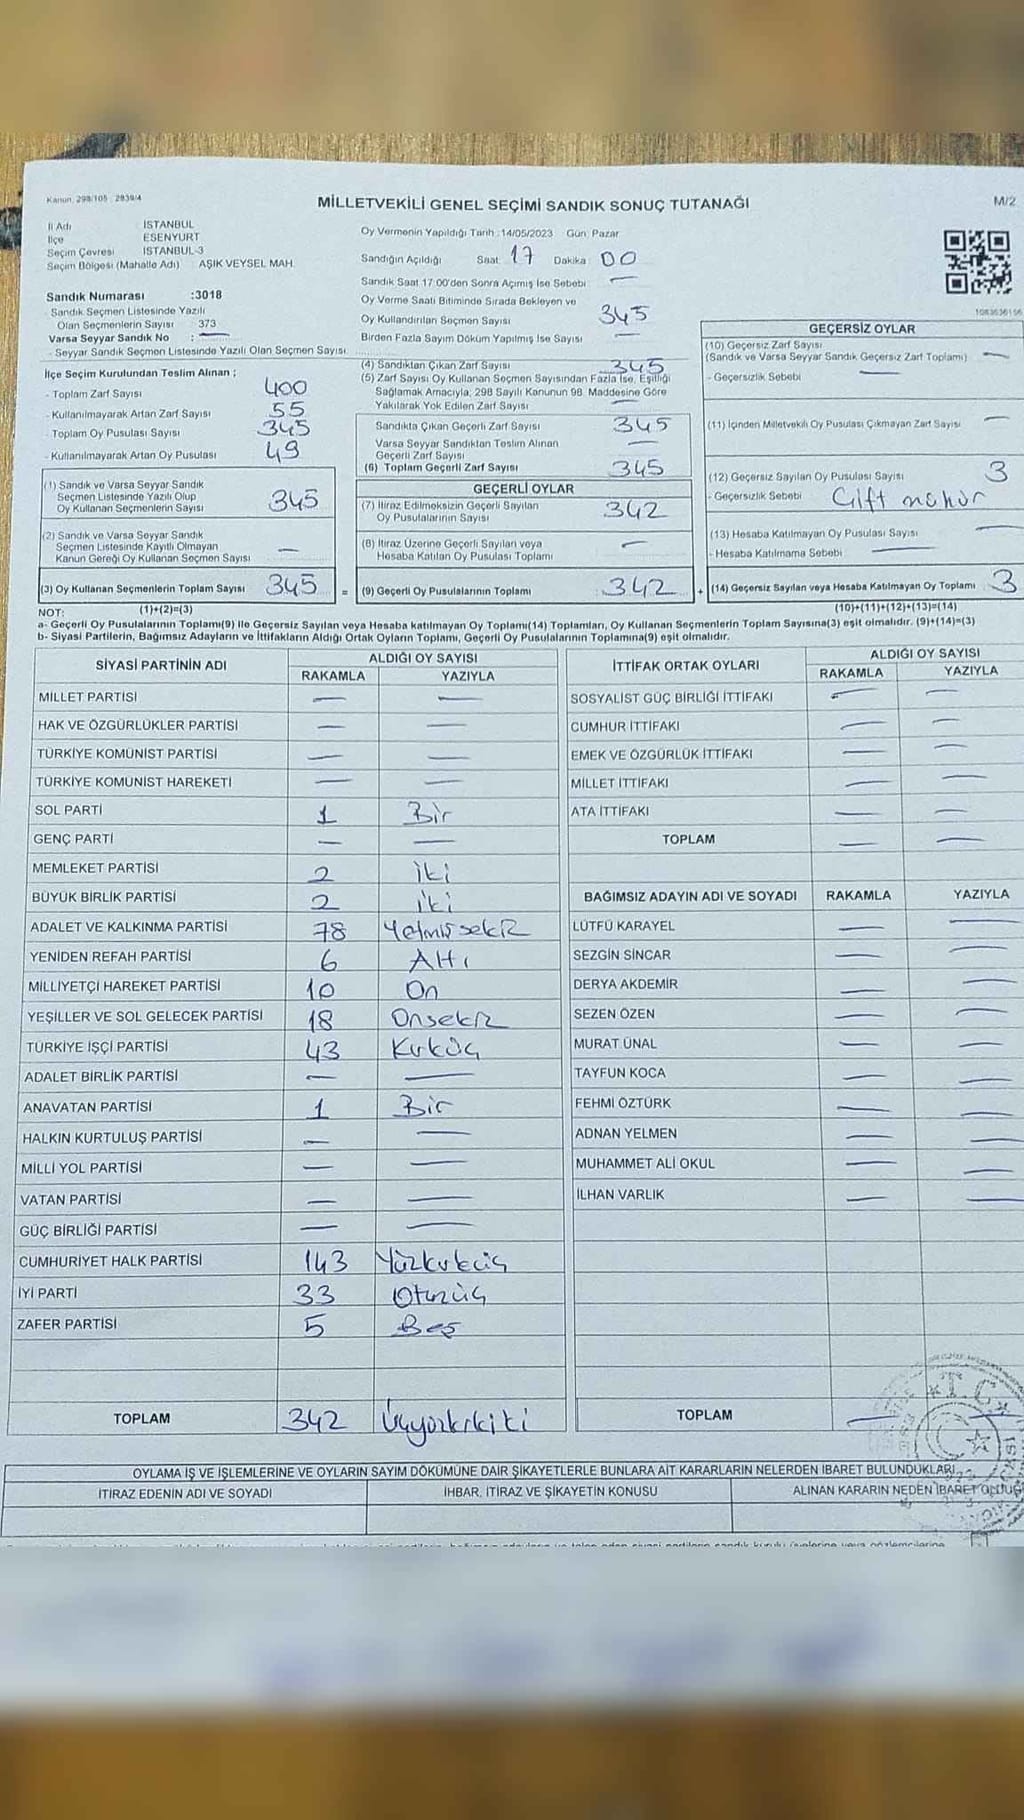 Kanun: 298/105 , 2839/4
MİLLETVEKİLİ GENEL SEÇİMİ SANDIK SONUÇ TUTANAĞI
M/2
İl Adı İSTANBUL
İlçe ESENYURT
Seçim Çevresi İSTANBUL-3
Seçim Bölgesi (Mahalle Adı) : AŞIK VEYSEL MAH.
Oy Vermenin Yapıldığı Tarih :14/05/2023 Gün: Pazar
Sandığın Açıldığı Saat: 17 Dakika: 00
Sandık Saat 17:00'den Sonra Açımış İse Sebebi : —
Oy Verme Saati Bitiminde Sırada Bekleyen ve
Oy Kullandırılan Seçmen Sayısı 345
Birden Fazla Sayım Döküm Yapılmış İse Sayısı —
Sandık Numarası :3018
- Sandık Seçmen Listesinde Yazılı
Olan Seçmenlerin Sayısı 373
Varsa Seyyar Sandık No : —
- Seyyar Sandık Seçmen Listesinde Yazılı Olan Seçmen Sayısı
İlçe Seçim Kurulundan Teslim Alınan ;
- Toplam Zarf Sayısı 400
- Kullanılmayarak Artan Zarf Sayısı 55
- Toplam Oy Pusulası Sayısı 345
- Kullanılmayarak Artan Oy Pusulası 49
(4) Sandıktan Çıkan Zarf Sayısı 345
(5) Zarf Sayısı Oy Kullanan Seçmen Sayısından Fazla İse, Eşitliği
Sağlamak Amacıyla, 298 Sayılı Kanunun 98. Maddesine Göre
Yakılarak Yok Edilen Zarf Sayısı —
Sandıkta Çıkan Geçerli Zarf Sayısı 345
Varsa Seyyar Sandıktan Teslim Alınan
Geçerli Zarf Sayısı —
(6) Toplam Geçerli Zarf Sayısı 345
GEÇERSİZ OYLAR
(10) Geçersiz Zarf Sayısı
(Sandık ve Varsa Seyyar Sandık Geçersiz Zarf Toplamı) —
- Geçersizlik Sebebi : —
(11) İçinden Milletvekili Oy Pusulası Çıkmayan Zarf Sayısı —
(12) Geçersiz Sayılan Oy Pusulası Sayısı 3
- Geçersizlik Sebebi Çift mühür
(13) Hesaba Katılmayan Oy Pusulası Sayısı —
- Hesaba Katılmama Sebebi —
(14) Geçersiz Sayılan veya Hesaba Katılmayan Oy Toplamı 3
(10)+(11)+(12)+(13)=(14)
(1) Sandık ve Varsa Seyyar Sandık
Seçmen Listesinde Yazılı Olup
Oy Kullanan Seçmenlerin Sayısı 345
(2) Sandık ve Varsa Seyyar Sandık
Seçmen Listesinde Kayıtlı Olmayan
Kanun Gereği Oy Kullanan Seçmen Sayısı —
(3) Oy Kullanan Seçmenlerin Toplam Sayısı 345 =
(1)+(2)=(3)
GEÇERLİ OYLAR
(7) İtiraz Edilmeksizin Geçerli Sayılan
Oy Pusulalarının Sayısı 342
(8) İtiraz Üzerine Geçerli Sayılan veya
Hesaba Katılan Oy Pusulası Toplamı —
(9) Geçerli Oy Pusulalarının Toplamı 342 +
NOT:
a- Geçerli Oy Pusulalarının Toplamı(9) İle Geçersiz Sayılan veya Hesaba katılmayan Oy Toplamı(14) Toplamları, Oy Kullanan Seçmenlerin Toplam Sayısına(3) eşit olmalıdır. (9)+(14)=(3)
b- Siyasi Partilerin, Bağımsız Adayların ve İttifakların Aldığı Ortak Oyların Toplamı, Geçerli Oy Pusulalarının Toplamına(9) eşit olmalıdır.
SİYASİ PARTİNİN ADI ALDIĞI OY SAYISI
RAKAMLA YAZIYLA
MİLLET PARTİSİ — —
HAK VE ÖZGÜRLÜKLER PARTİSİ — —
TÜRKİYE KOMÜNİST PARTİSİ — —
TÜRKİYE KOMÜNİST HAREKETİ — —
SOL PARTİ 1 Bir
GENÇ PARTİ — —
MEMLEKET PARTİSİ 2 İki
BÜYÜK BİRLİK PARTİSİ 2 İki
ADALET VE KALKINMA PARTİSİ 78 Yetmişsekiz
YENİDEN REFAH PARTİSİ 6 Altı
MİLLİYETÇİ HAREKET PARTİSİ 10 On
YEŞİLLER VE SOL GELECEK PARTİSİ 18 Onsekiz
TÜRKİYE İŞÇİ PARTİSİ 43 Kırküç
ADALET BİRLİK PARTİSİ — —
ANAVATAN PARTİSİ 1 Bir
HALKIN KURTULUŞ PARTİSİ — —
MİLLİ YOL PARTİSİ — —
VATAN PARTİSİ — —
GÜÇ BİRLİĞİ PARTİSİ — —
CUMHURİYET HALK PARTİSİ 143 Yüzkırküç
İYİ PARTİ 33 Otuzüç
ZAFER PARTİSİ 5 Beş
TOPLAM 342 Üçyüzkırkiki
İTTİFAK ORTAK OYLARI ALDIĞI OY SAYISI
RAKAMLA YAZIYLA
SOSYALİST GÜÇ BİRLİĞİ İTTİFAKI — —
CUMHUR İTTİFAKI — —
EMEK VE ÖZGÜRLÜK İTTİFAKI — —
MİLLET İTTİFAKI — —
ATA İTTİFAKI — —
TOPLAM — —
BAĞIMSIZ ADAYIN ADI VE SOYADI RAKAMLA YAZIYLA
LÜTFÜ KARAYEL — —
SEZGİN SİNCAR — —
DERYA AKDEMİR — —
SEZEN ÖZEN — —
MURAT ÜNAL — —
TAYFUN KOCA — —
FEHMİ ÖZTÜRK — —
ADNAN YELMEN — —
MUHAMMET ALİ OKUL — —
İLHAN VARLIK — —
TOPLAM — —
T.C.
OYLAMA İŞ VE İŞLEMLERİNE VE OYLARIN SAYIM DÖKÜMÜNE DAİR ŞİKAYETLERLE BUNLARA AİT KARARLARIN NELERDEN İBARET BULUNDUKLARI
İTİRAZ EDENİN ADI VE SOYADI İHBAR, İTİRAZ VE ŞİKAYETİN KONUSU ALINAN KARARIN NEDEN İBARET OLDUĞU